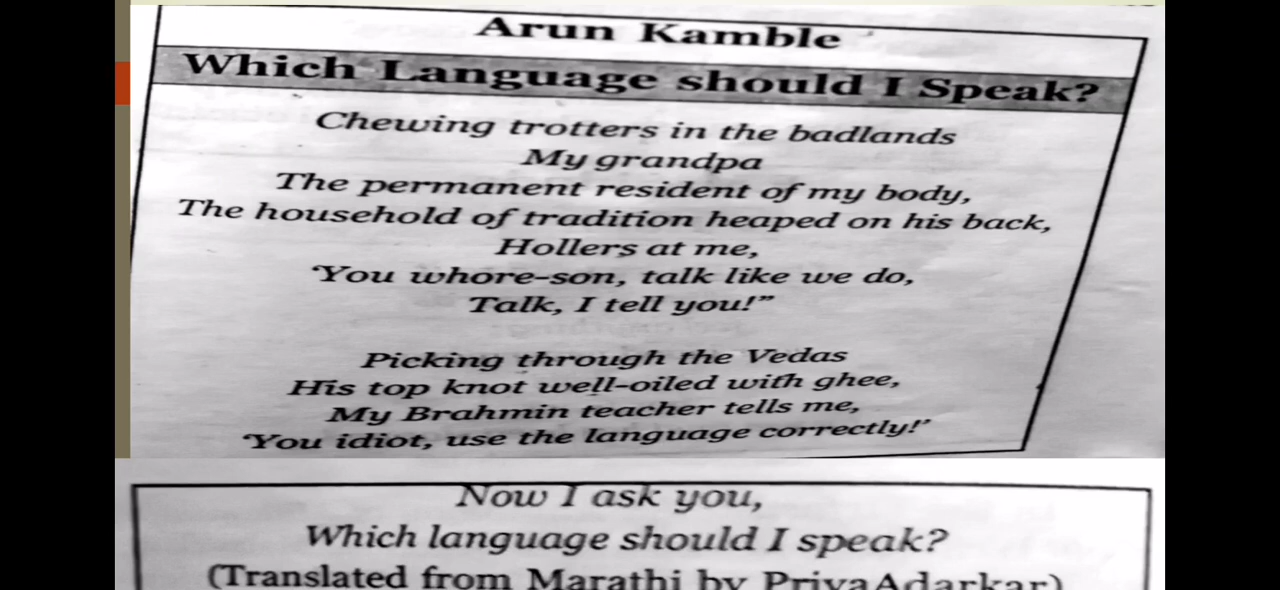 Arun Kamble
Which Language should I Speak?
Chewing trotters in the badlands
My grandpa
The permanent resident of my body,
The household of tradition heaped on his back,
Hollers at me,
‘You whore-son, talk like we do,
Talk, I tell you!”
Picking through the Vedas
His top knot well-oiled with ghee,
My Brahmin teacher tells me,
‘You idiot, use the language correctly!’
Now I ask you,
Which language should I speak?
(Translated from Marathi by Priya Adarkar)